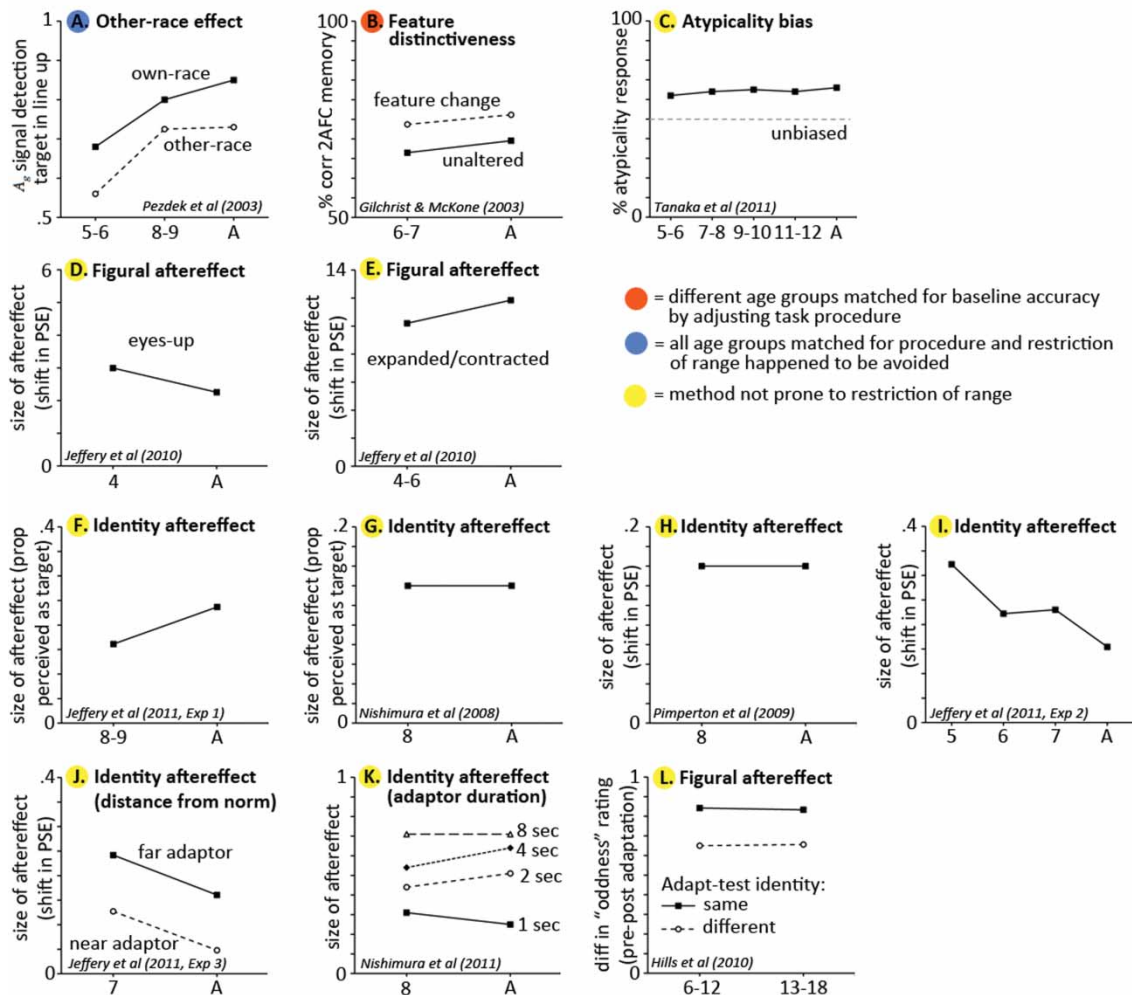 A. Other-race effect
A_g signal detection
target in line up
1
.5
own-race
other-race
Pezdek et al (2003)
5-6 8-9 A
B. Feature
distinctiveness
% corr 2AFC memory
100
50
feature change
unaltered
Gilchrist & McKone (2003)
6-7 A
C. Atypicality bias
% atypicality response
100
0
unbiased
Tanaka et al (2011)
5-6 7-8 9-10 11-12 A
D. Figural aftereffect
size of aftereffect
(shift in PSE)
6
0
eyes-up
Jeffery et al (2010)
4 A
E. Figural aftereffect
size of aftereffect
(shift in PSE)
14
0
expanded/contracted
Jeffery et al (2010)
4-6 A
= different age groups matched for baseline accuracy
by adjusting task procedure
= all age groups matched for procedure and restriction
of range happened to be avoided
= method not prone to restriction of range
F. Identity aftereffect
size of aftereffect (prop
perceived as target)
.4
0
Jeffery et al (2011, Exp 1)
8-9 A
G. Identity aftereffect
size of aftereffect (prop
perceived as target)
.2
0
Nishimura et al (2008)
8 A
H. Identity aftereffect
size of aftereffect
(shift in PSE)
.2
0
Pimperton et al (2009)
8 A
I. Identity aftereffect
size of aftereffect
(shift in PSE)
.4
0
Jeffery et al (2011, Exp 2)
5 6 7 A
J. Identity aftereffect
(distance from norm)
size of aftereffect
(shift in PSE)
.4
0
far adaptor
near adaptor
Jeffery et al (2011, Exp 3)
7 A
K. Identity aftereffect
(adaptor duration)
size of aftereffect
1
0
8 sec
4 sec
2 sec
1 sec
Nishimura et al (2011)
8 A
L. Figural aftereffect
diff in "oddness" rating
(pre-post adaptation)
1
0
Adapt-test identity:
same
different
Hills et al (2010)
6-12 13-18